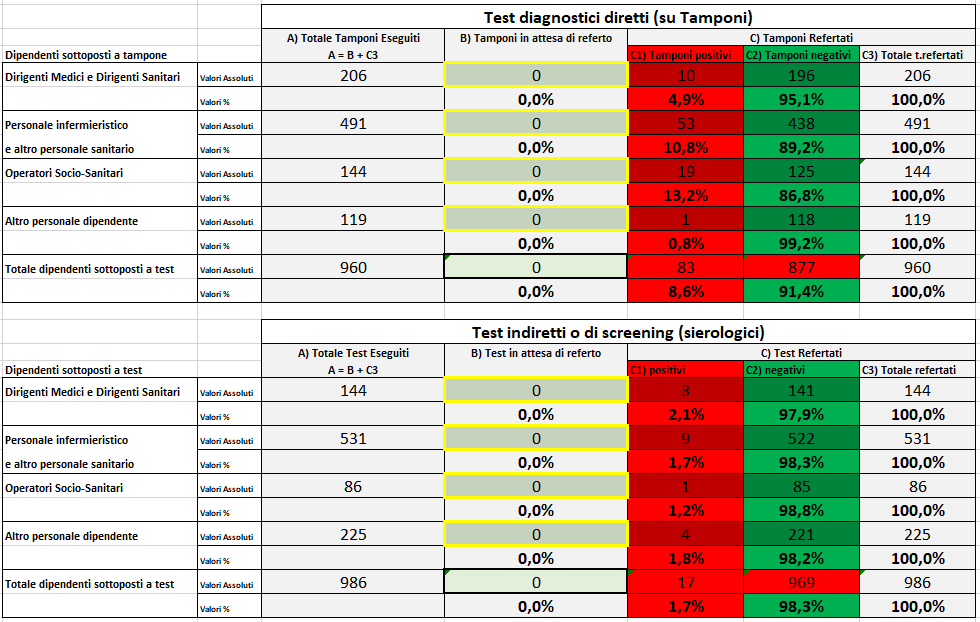 Test diagnostici diretti (su Tamponi)
A) Totale Tamponi Eseguiti B) Tamponi in attesa di referto C) Tamponi Refertati
Dipendenti sottoposti a tampone A = B + C3 C1) Tamponi positivi C2) Tamponi negativi C3) Totale t.refertati
Dirigenti Medici e Dirigenti Sanitari Valori Assoluti 206 0 10 196 206
Valori % 0,0% 4,9% 95,1% 100,0%
Personale infermieristico Valori Assoluti 491 0 53 438 491
e altro personale sanitario Valori % 0,0% 10,8% 89,2% 100,0%
Operatori Socio-Sanitari Valori Assoluti 144 0 19 125 144
Valori % 0,0% 13,2% 86,8% 100,0%
Altro personale dipendente Valori Assoluti 119 0 1 118 119
Valori % 0,0% 0,8% 99,2% 100,0%
Totale dipendenti sottoposti a test Valori Assoluti 960 0 83 877 960
Valori % 0,0% 8,6% 91,4% 100,0%
Test indiretti o di screening (sierologici)
A) Totale Test Eseguiti B) Test in attesa di referto C) Test Refertati
Dipendenti sottoposti a test A = B + C3 C1) positivi C2) negativi C3) Totale refertati
Dirigenti Medici e Dirigenti Sanitari Valori Assoluti 144 0 3 141 144
Valori % 0,0% 2,1% 97,9% 100,0%
Personale infermieristico Valori Assoluti 531 0 9 522 531
e altro personale sanitario Valori % 0,0% 1,7% 98,3% 100,0%
Operatori Socio-Sanitari Valori Assoluti 86 0 1 85 86
Valori % 0,0% 1,2% 98,8% 100,0%
Altro personale dipendente Valori Assoluti 225 0 4 221 225
Valori % 0,0% 1,8% 98,2% 100,0%
Totale dipendenti sottoposti a test Valori Assoluti 986 0 17 969 986
Valori % 0,0% 1,7% 98,3% 100,0%